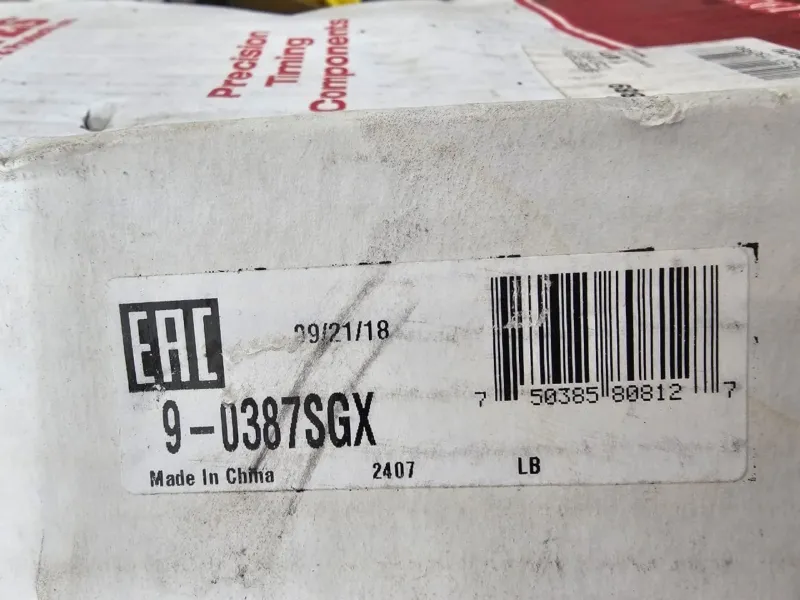 Precision
Timing
Components
EAC
09/21/18
9-0387SGX
7 50385 80812 7
Made In China
2407
LB